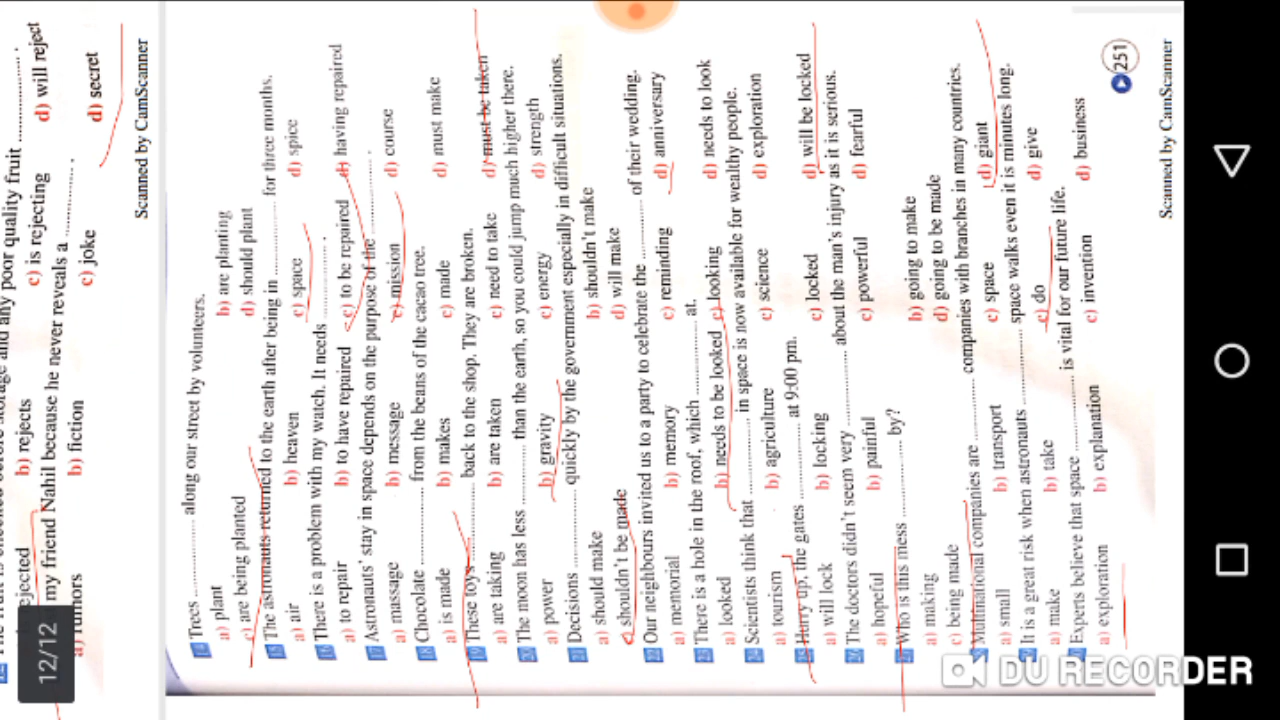 storage and any poor quality fruit ..............
ejected b) rejects c) is rejecting d) will reject
my friend Nahil because he never reveals a ..............
a) rumors b) fiction c) joke d) secret
Scanned by CamScanner
14 Trees .............. along our street by volunteers.
a) plant b) are planting
c) are being planted d) should plant
15 The astronauts returned to the earth after being in .............. for three months.
a) air b) heaven c) space d) spice
16 There is a problem with my watch. It needs ..............
a) to repair b) to have repaired c) to be repaired d) having repaired
17 Astronauts' stay in space depends on the purpose of the ..............
a) massage b) message c) mission d) course
18 Chocolate .............. from the beans of the cacao tree.
a) is made b) makes c) made d) must make
19 These toys .............. back to the shop. They are broken.
a) are taking b) are taken c) need to take d) must be taken
20 The moon has less .............. than the earth, so you could jump much higher there.
a) power b) gravity c) energy d) strength
21 Decisions .............. quickly by the government especially in difficult situations.
a) should make b) shouldn't make
c) shouldn't be made d) will make
22 Our neighbours invited us to a party to celebrate the .............. of their wedding.
a) memorial b) memory c) reminding d) anniversary
23 There is a hole in the roof, which .............. at.
a) looked b) needs to be looked c) looking d) needs to look
24 Scientists think that .............. in space is now available for wealthy people.
a) tourism b) agriculture c) science d) exploration
25 Hurry up, the gates .............. at 9:00 pm.
a) will lock b) locking c) locked d) will be locked
26 The doctors didn't seem very .............. about the man's injury as it is serious.
a) hopeful b) painful c) powerful d) fearful
27 Who is this mess .............. by?
a) making b) going to make
c) being made d) going to be made
Multinational companies are .............. companies with branches in many countries.
a) small b) transport c) space d) giant
It is a great risk when astronauts .............. space walks even it is minutes long.
a) make b) take c) do d) give
Experts believe that space .............. is vital for our future life.
a) exploration b) explanation c) invention d) business
251
Scanned by CamScanner
12/12
DU RECORDER